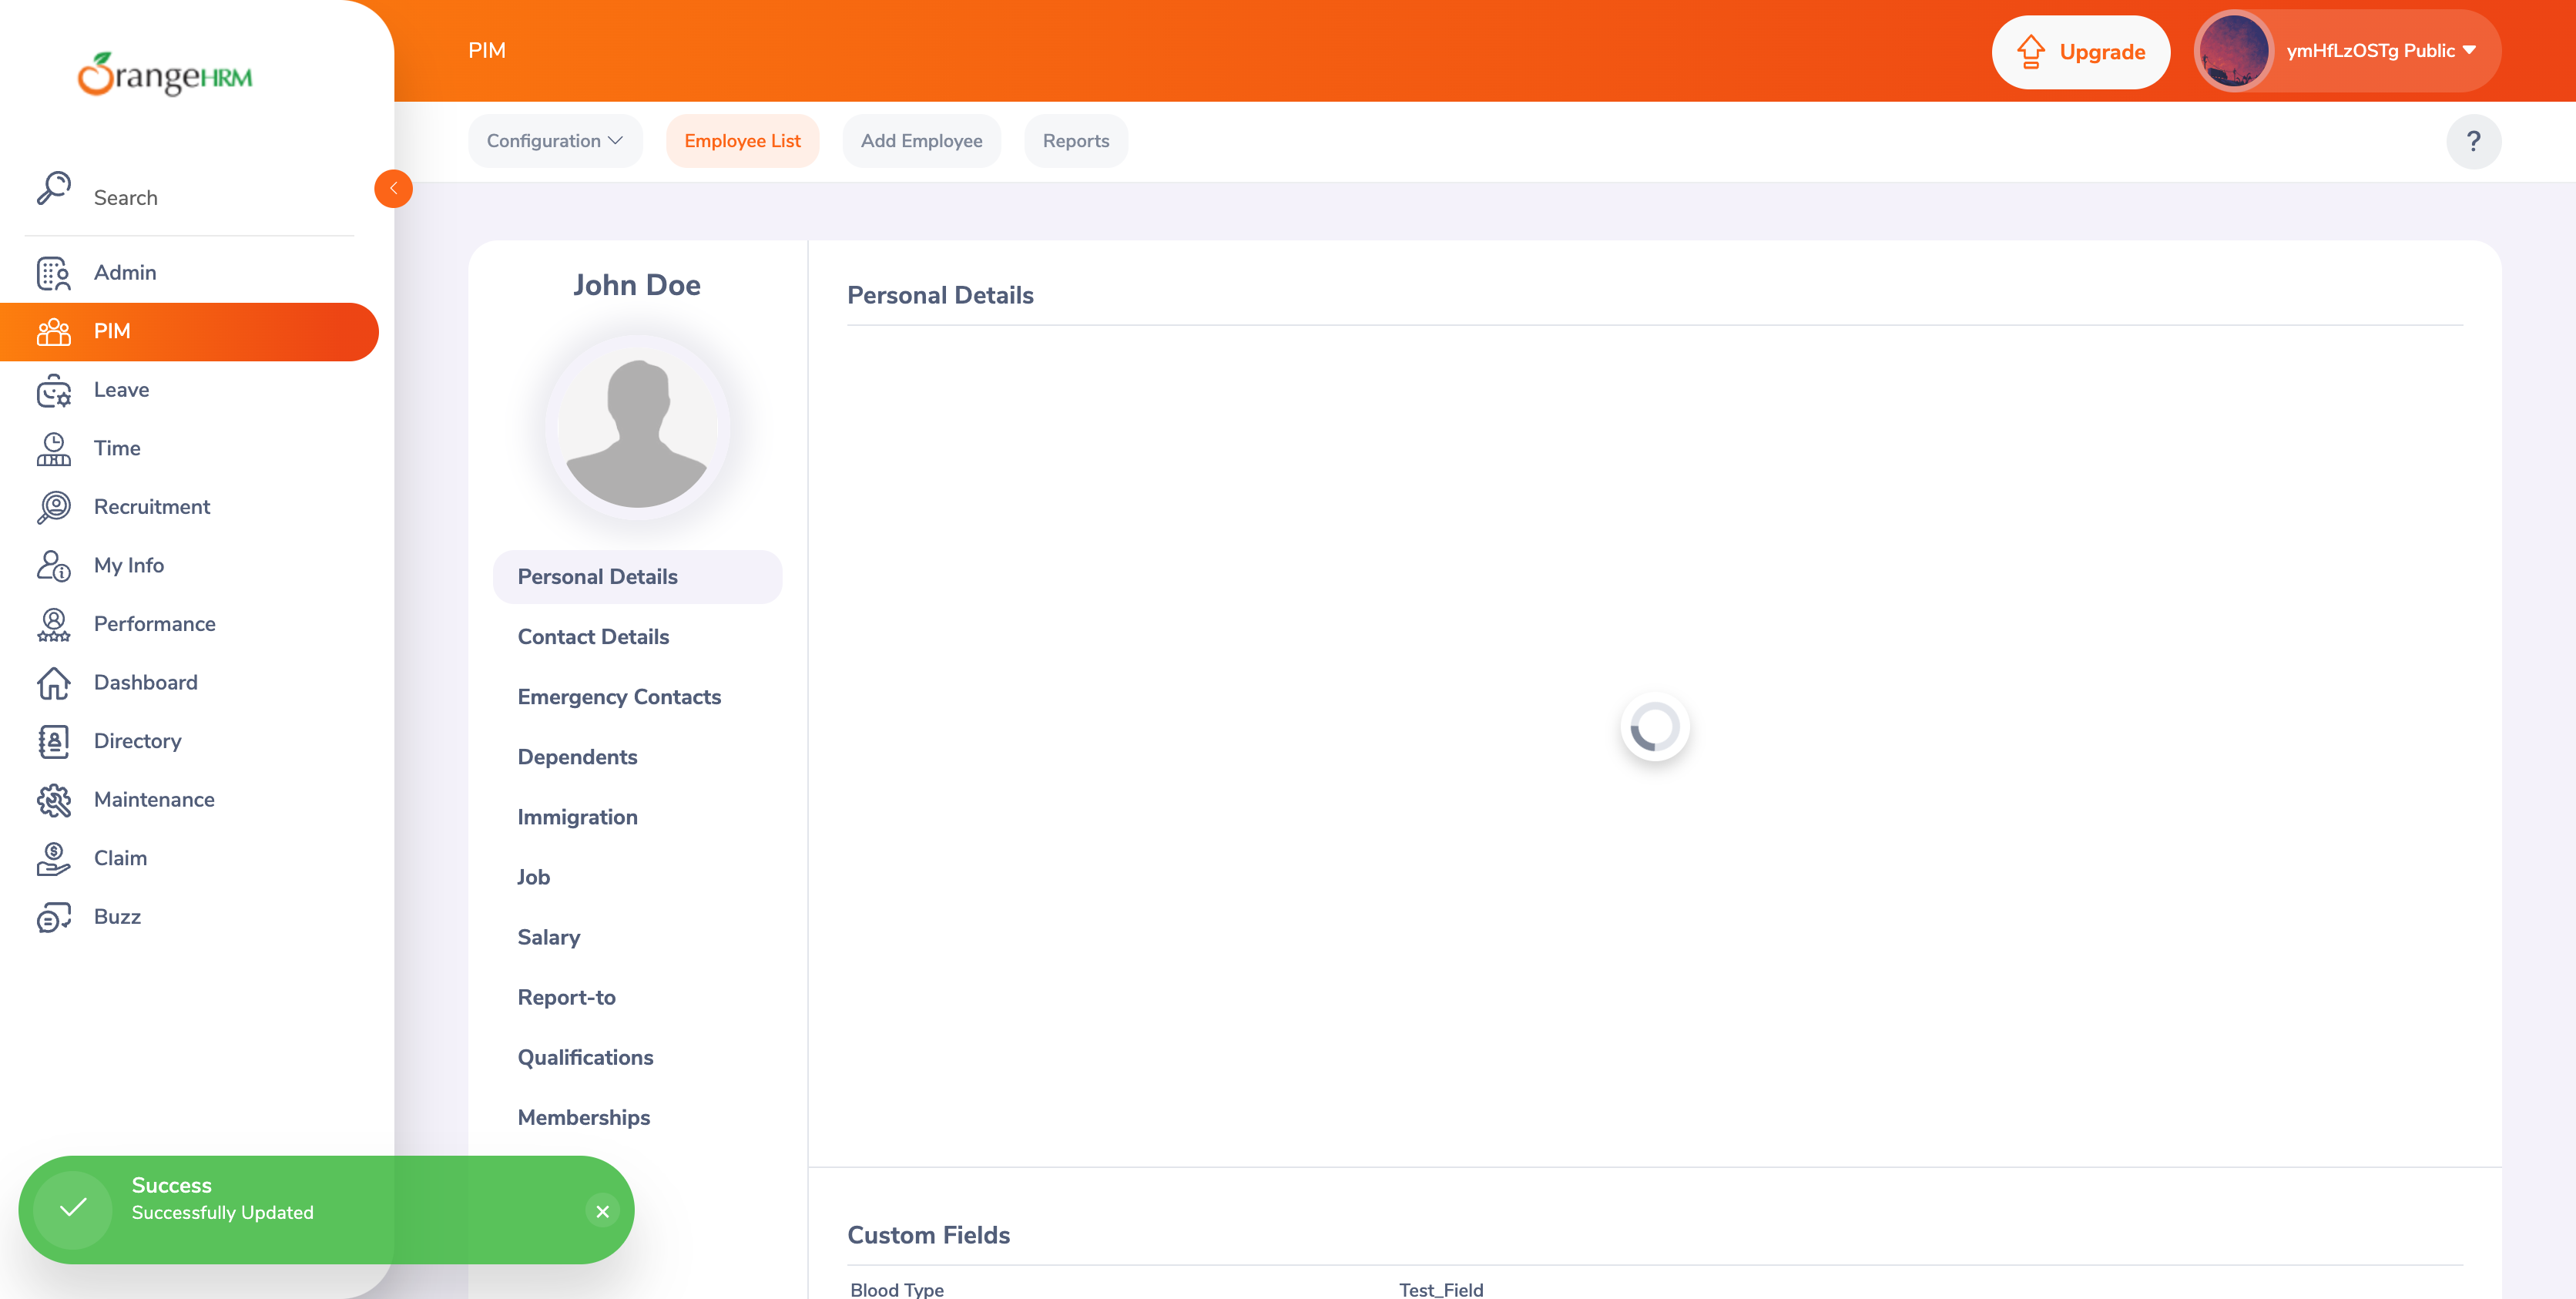 OrangeHRM
PIM
Upgrade
ymHfLzOSTg Public
Configuration
Employee List
Add Employee
Reports
?
Search
Admin
PIM
Leave
Time
Recruitment
My Info
Performance
Dashboard
Directory
Maintenance
Claim
Buzz
John Doe
Personal Details
Contact Details
Emergency Contacts
Dependents
Immigration
Job
Salary
Report-to
Qualifications
Memberships
Personal Details
Custom Fields
Blood Type
Test_Field
Success
Successfully Updated